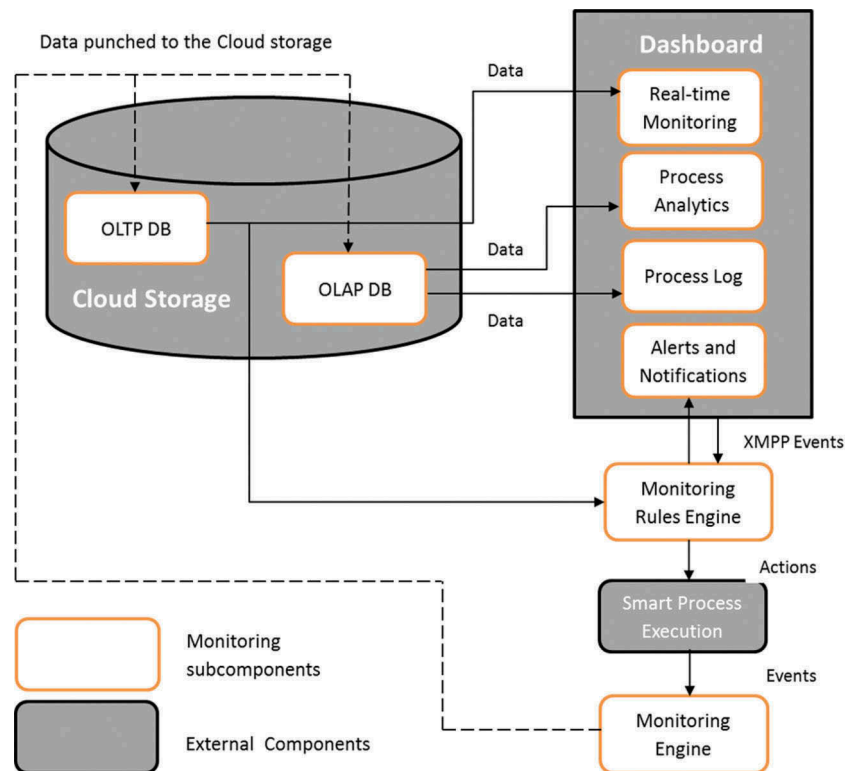 Data punched to the Cloud storage
Dashboard
Data
Real-time
Monitoring
Process
Analytics
OLTP DB
Data
OLAP DB
Cloud Storage
Process Log
Data
Alerts and
Notifications
XMPP Events
Monitoring
Rules Engine
Actions
Smart Process
Execution
Events
Monitoring
Engine
Monitoring
subcomponents
External Components